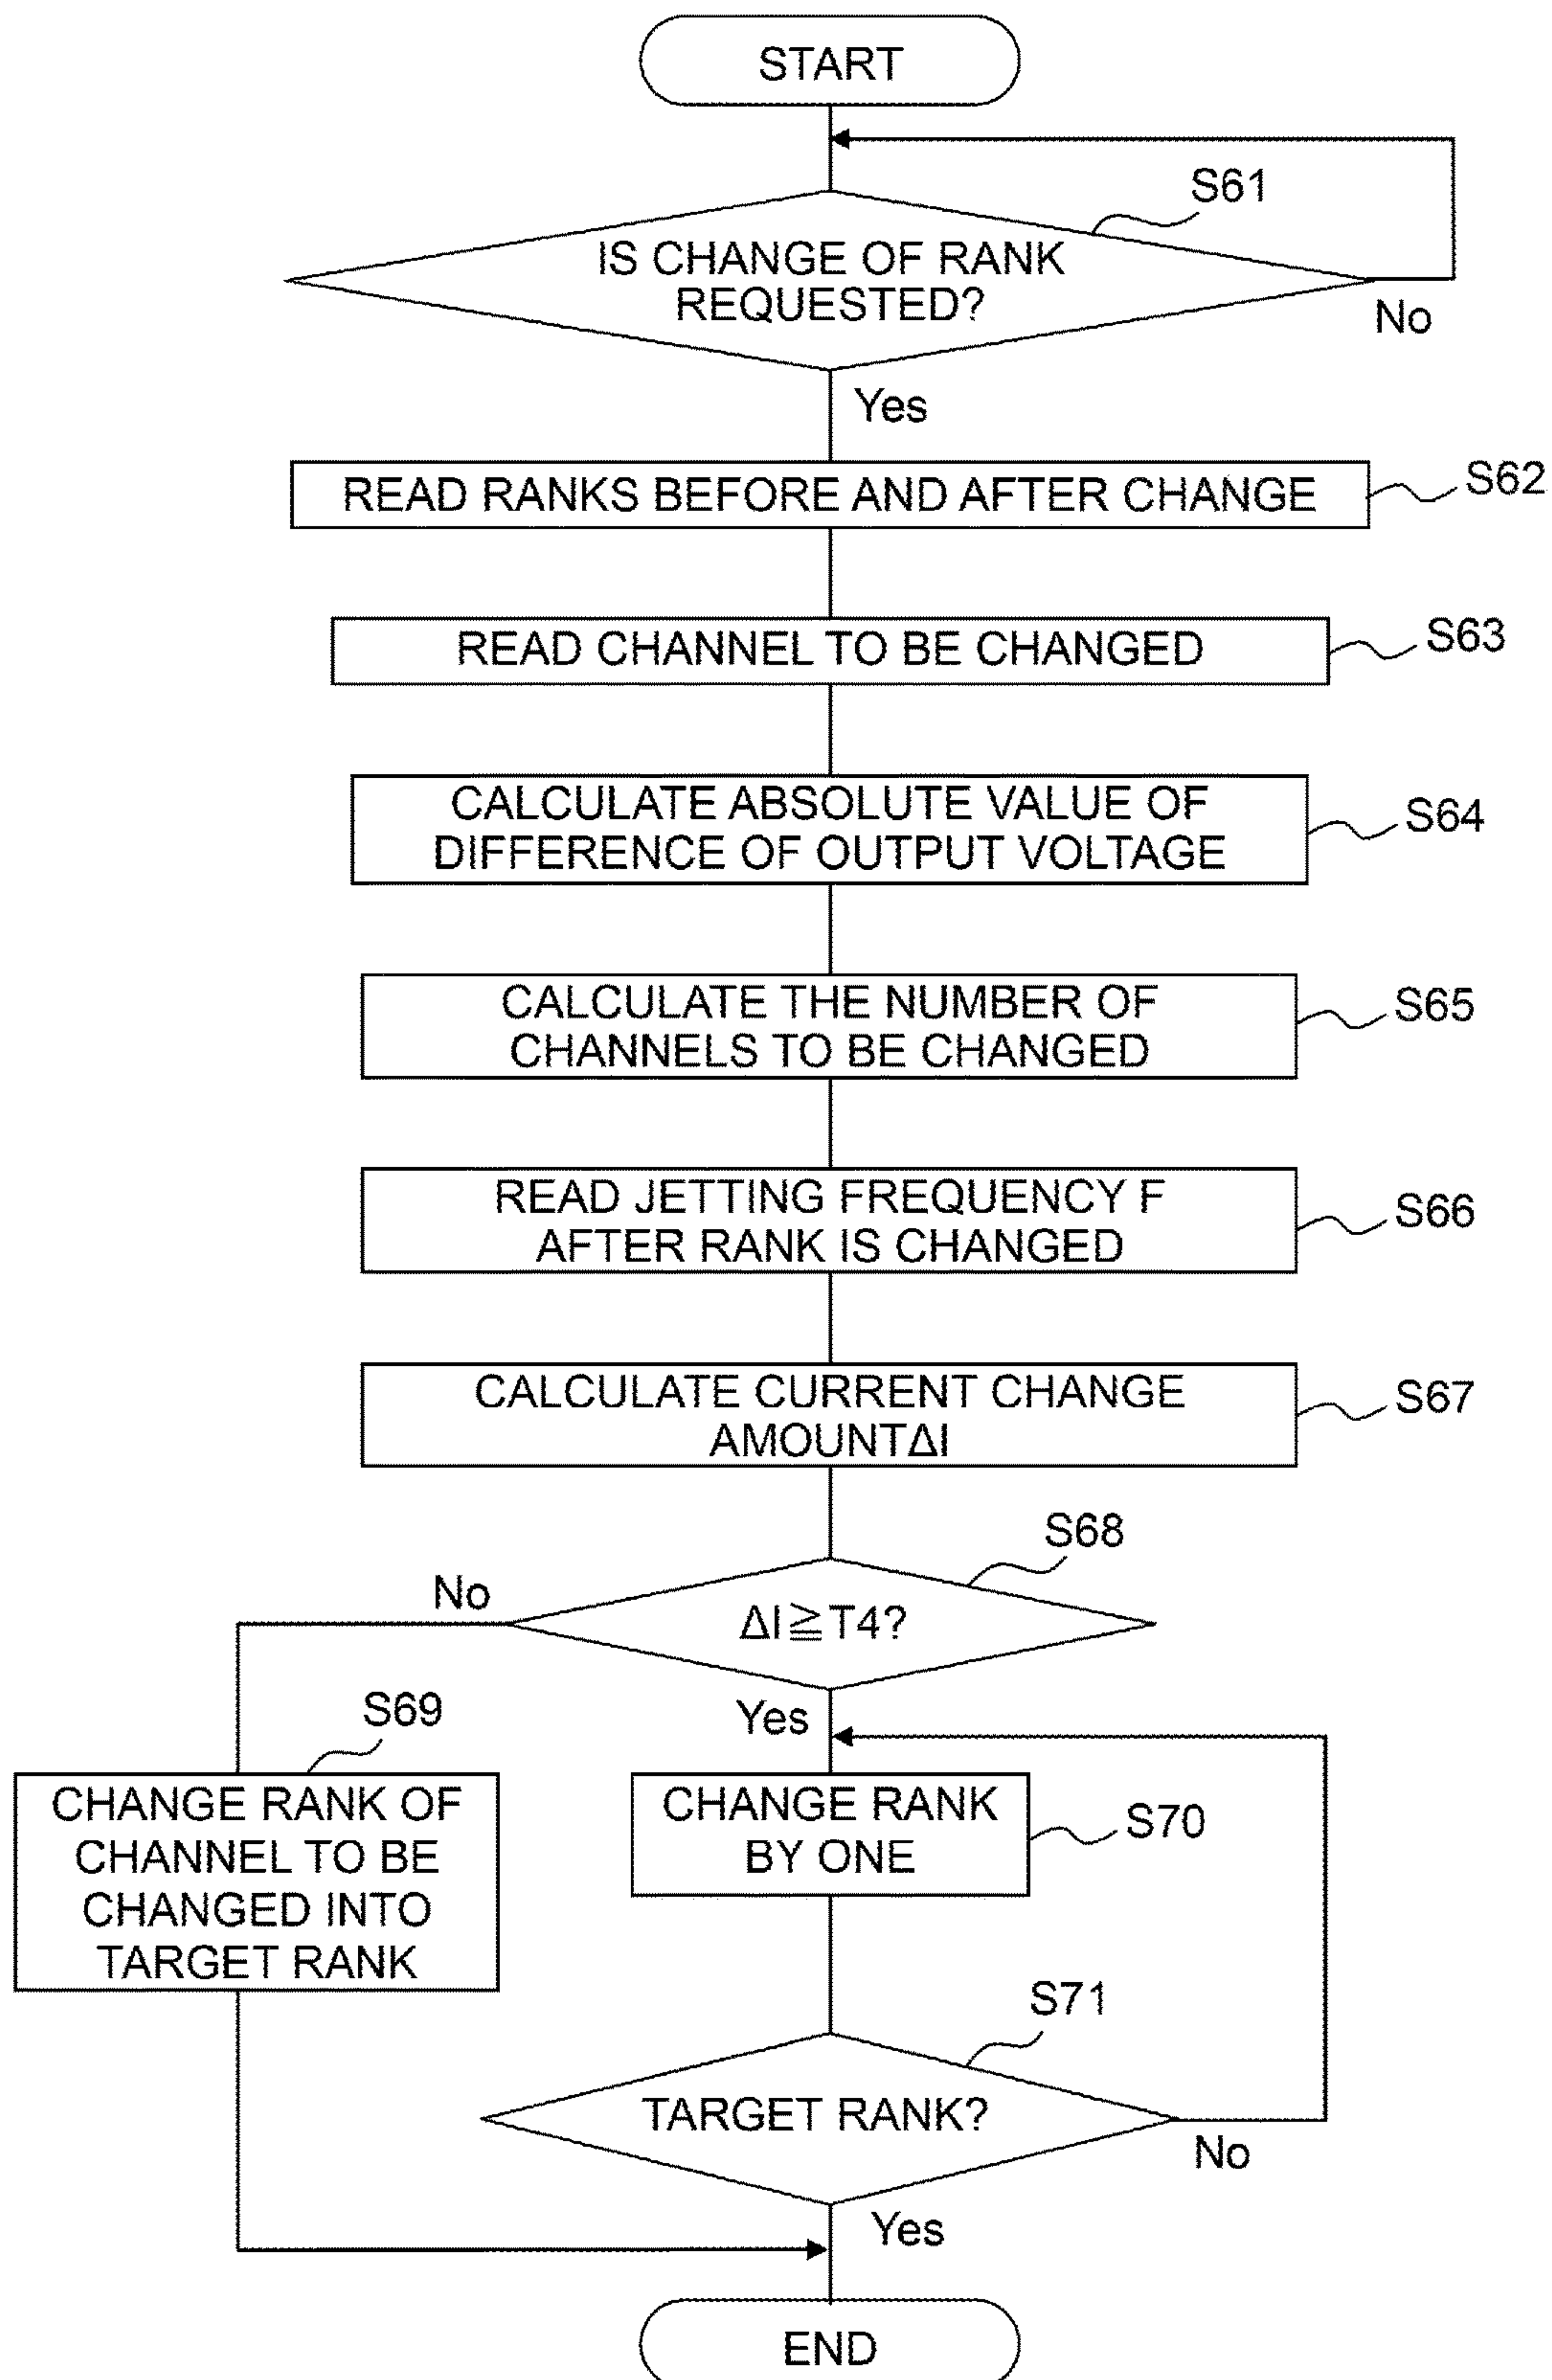 START
S61
IS CHANGE OF RANK
REQUESTED?
No
Yes
READ RANKS BEFORE AND AFTER CHANGE
S62
READ CHANNEL TO BE CHANGED
S63
CALCULATE ABSOLUTE VALUE OF
DIFFERENCE OF OUTPUT VOLTAGE
S64
CALCULATE THE NUMBER OF
CHANNELS TO BE CHANGED
S65
READ JETTING FREQUENCY F
AFTER RANK IS CHANGED
S66
CALCULATE CURRENT CHANGE
AMOUNTΔI
S67
S68
No
ΔI≧T4?
Yes
S69
CHANGE RANK OF
CHANNEL TO BE
CHANGED INTO
TARGET RANK
CHANGE RANK
BY ONE
S70
S71
TARGET RANK?
No
Yes
END